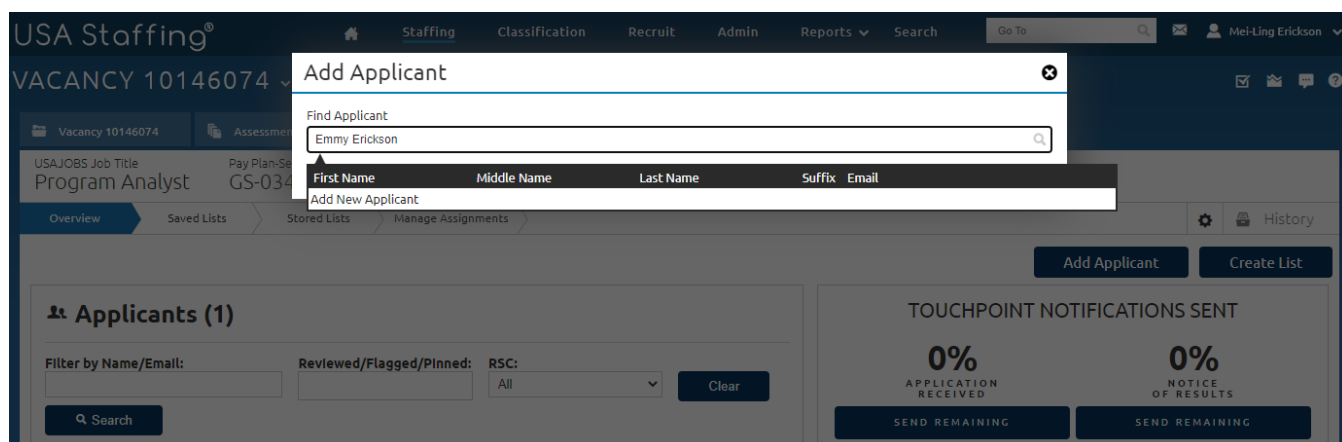 USA Staffing® Staffing Classification Recruit Admin Reports Search Go To Mei-Ling Erickson
VACANCY 10146074
Add Applicant
Find Applicant
Emmy Erickson
First Name Middle Name Last Name Suffix Email
Add New Applicant
Vacancy 10146074
USAJOBS Job Title
Program Analyst
GS-034
Overview Saved Lists Stored Lists Manage Assignments History
Add Applicant Create List
Applicants (1)
Filter by Name/Email: Reviewed/Flagged/Pinned: RSC:
All Clear
Search
TOUCHPOINT NOTIFICATIONS SENT
0% 0%
APPLICATION RECEIVED
NOTICE OF RESULTS
SEND REMAINING SEND REMAINING